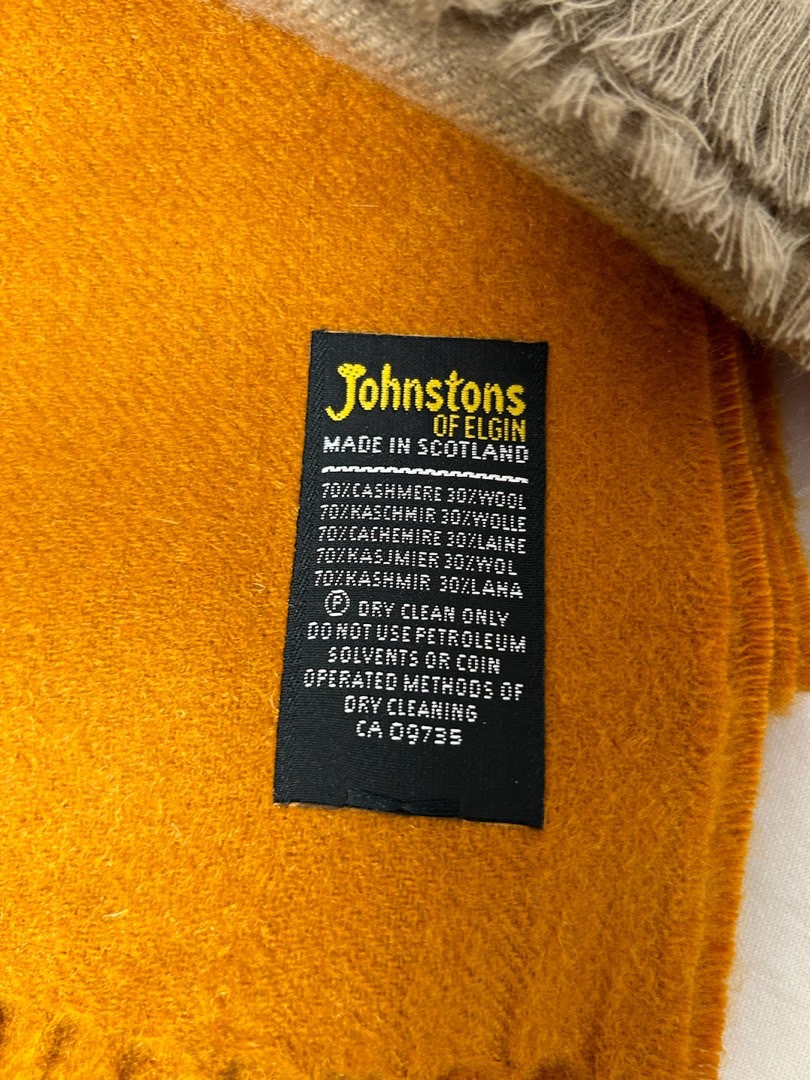 Johnstons
OF ELGIN
MADE IN SCOTLAND
70%CASHMERE 30%WOOL
70%KASCHMIR 30%WOLLE
70%CACHEMIRE 30%LAINE
70%KASJMIER 30%WOL
70%KASHMIR 30%LANA
Ⓟ DRY CLEAN ONLY
DO NOT USE PETROLEUM
SOLVENTS OR COIN
OPERATED METHODS OF
DRY CLEANING
CA 09735